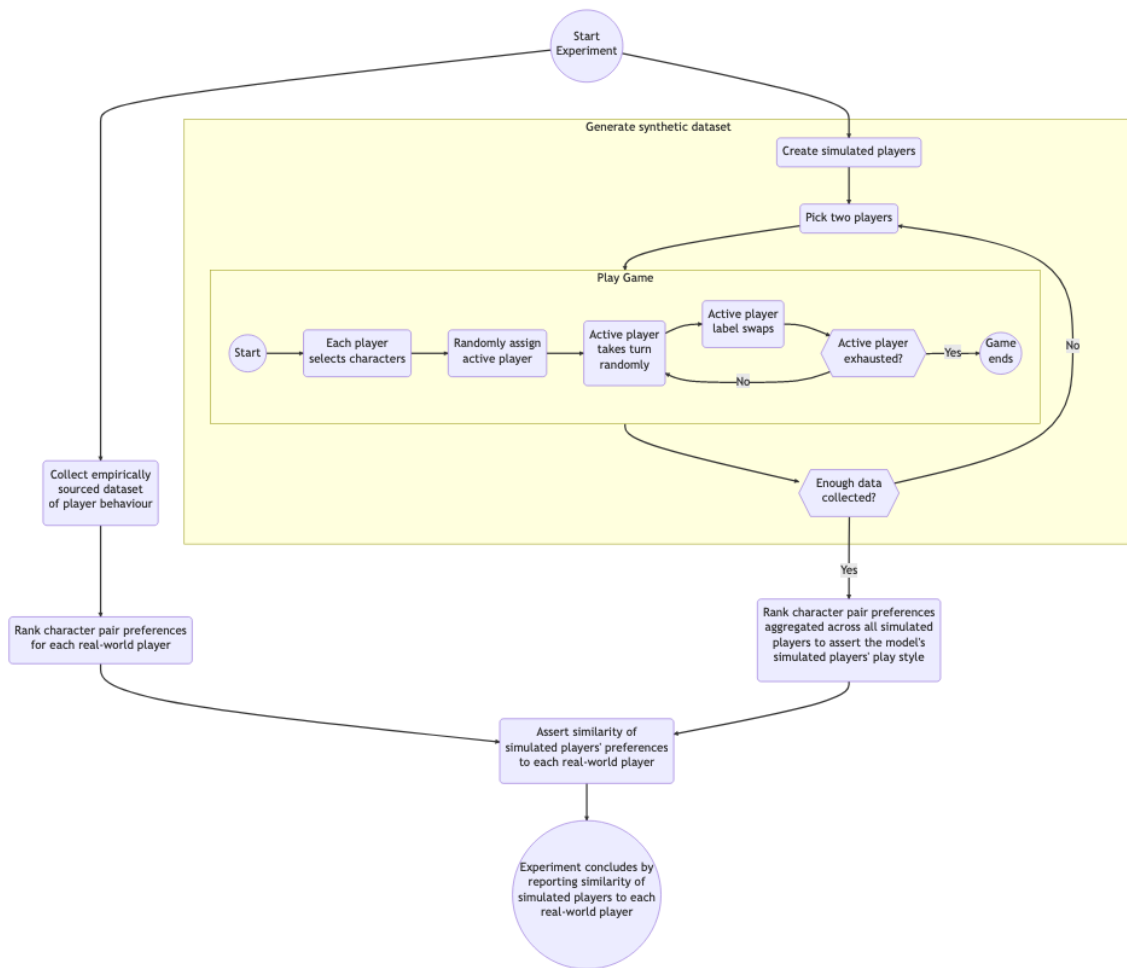 Start
Experiment
Generate synthetic dataset
Create simulated players
Pick two players
Play Game
Start
Each player
selects characters
Randomly assign
active player
Active player
takes turn
randomly
Active player
label swaps
Active player
exhausted?
Yes
No
Game
ends
No
Collect empirically
sourced dataset
of player behaviour
Enough data
collected?
Yes
Rank character pair preferences
for each real-world player
Rank character pair preferences
aggregated across all simulated
players to assert the model's
simulated players' play style
Assert similarity of
simulated players' preferences
to each real-world player
Experiment concludes by
reporting similarity of
simulated players to each
real-world player